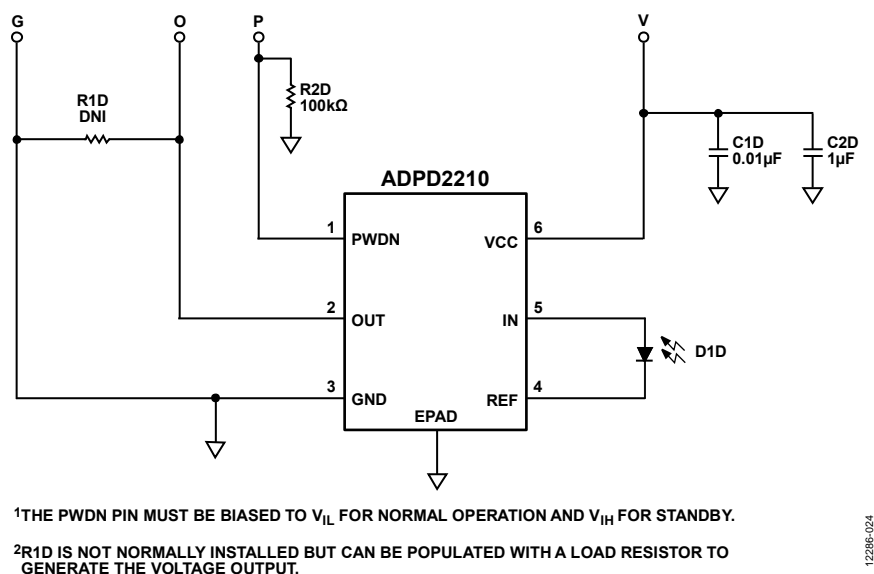 G O P V
R1D
DNI
R2D
100kΩ
C1D
0.01µF
C2D
1µF
ADPD2210
1 PWDN
VCC 6
2 OUT
IN 5
3 GND
REF 4
EPAD
D1D
1THE PWDN PIN MUST BE BIASED TO VIL FOR NORMAL OPERATION AND VIH FOR STANDBY.
2R1D IS NOT NORMALLY INSTALLED BUT CAN BE POPULATED WITH A LOAD RESISTOR TO
GENERATE THE VOLTAGE OUTPUT.
12286-024